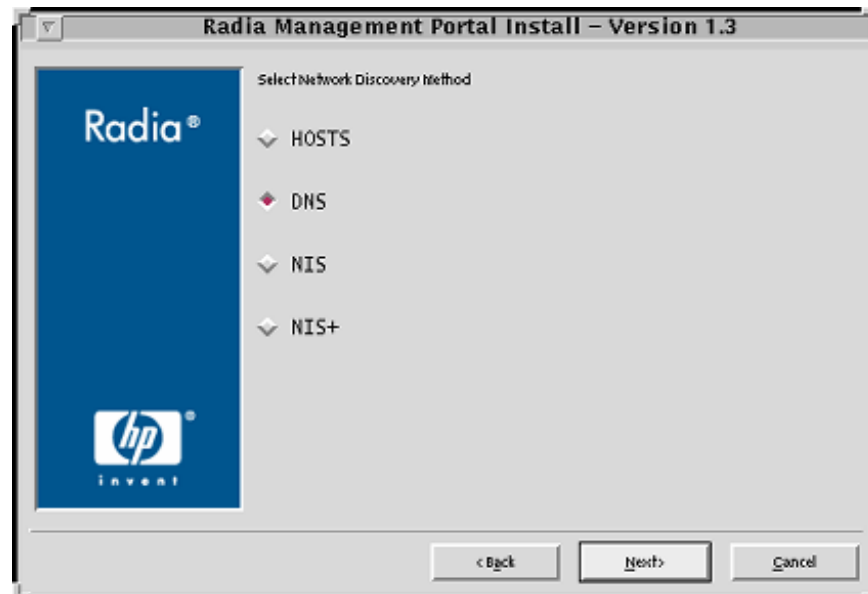 Radia Management Portal Install – Version 1.3
Select Network Discovery Method
Radia®
HOSTS
DNS
NIS
NIS+
hp®
invent
<Back
Next>
Cancel